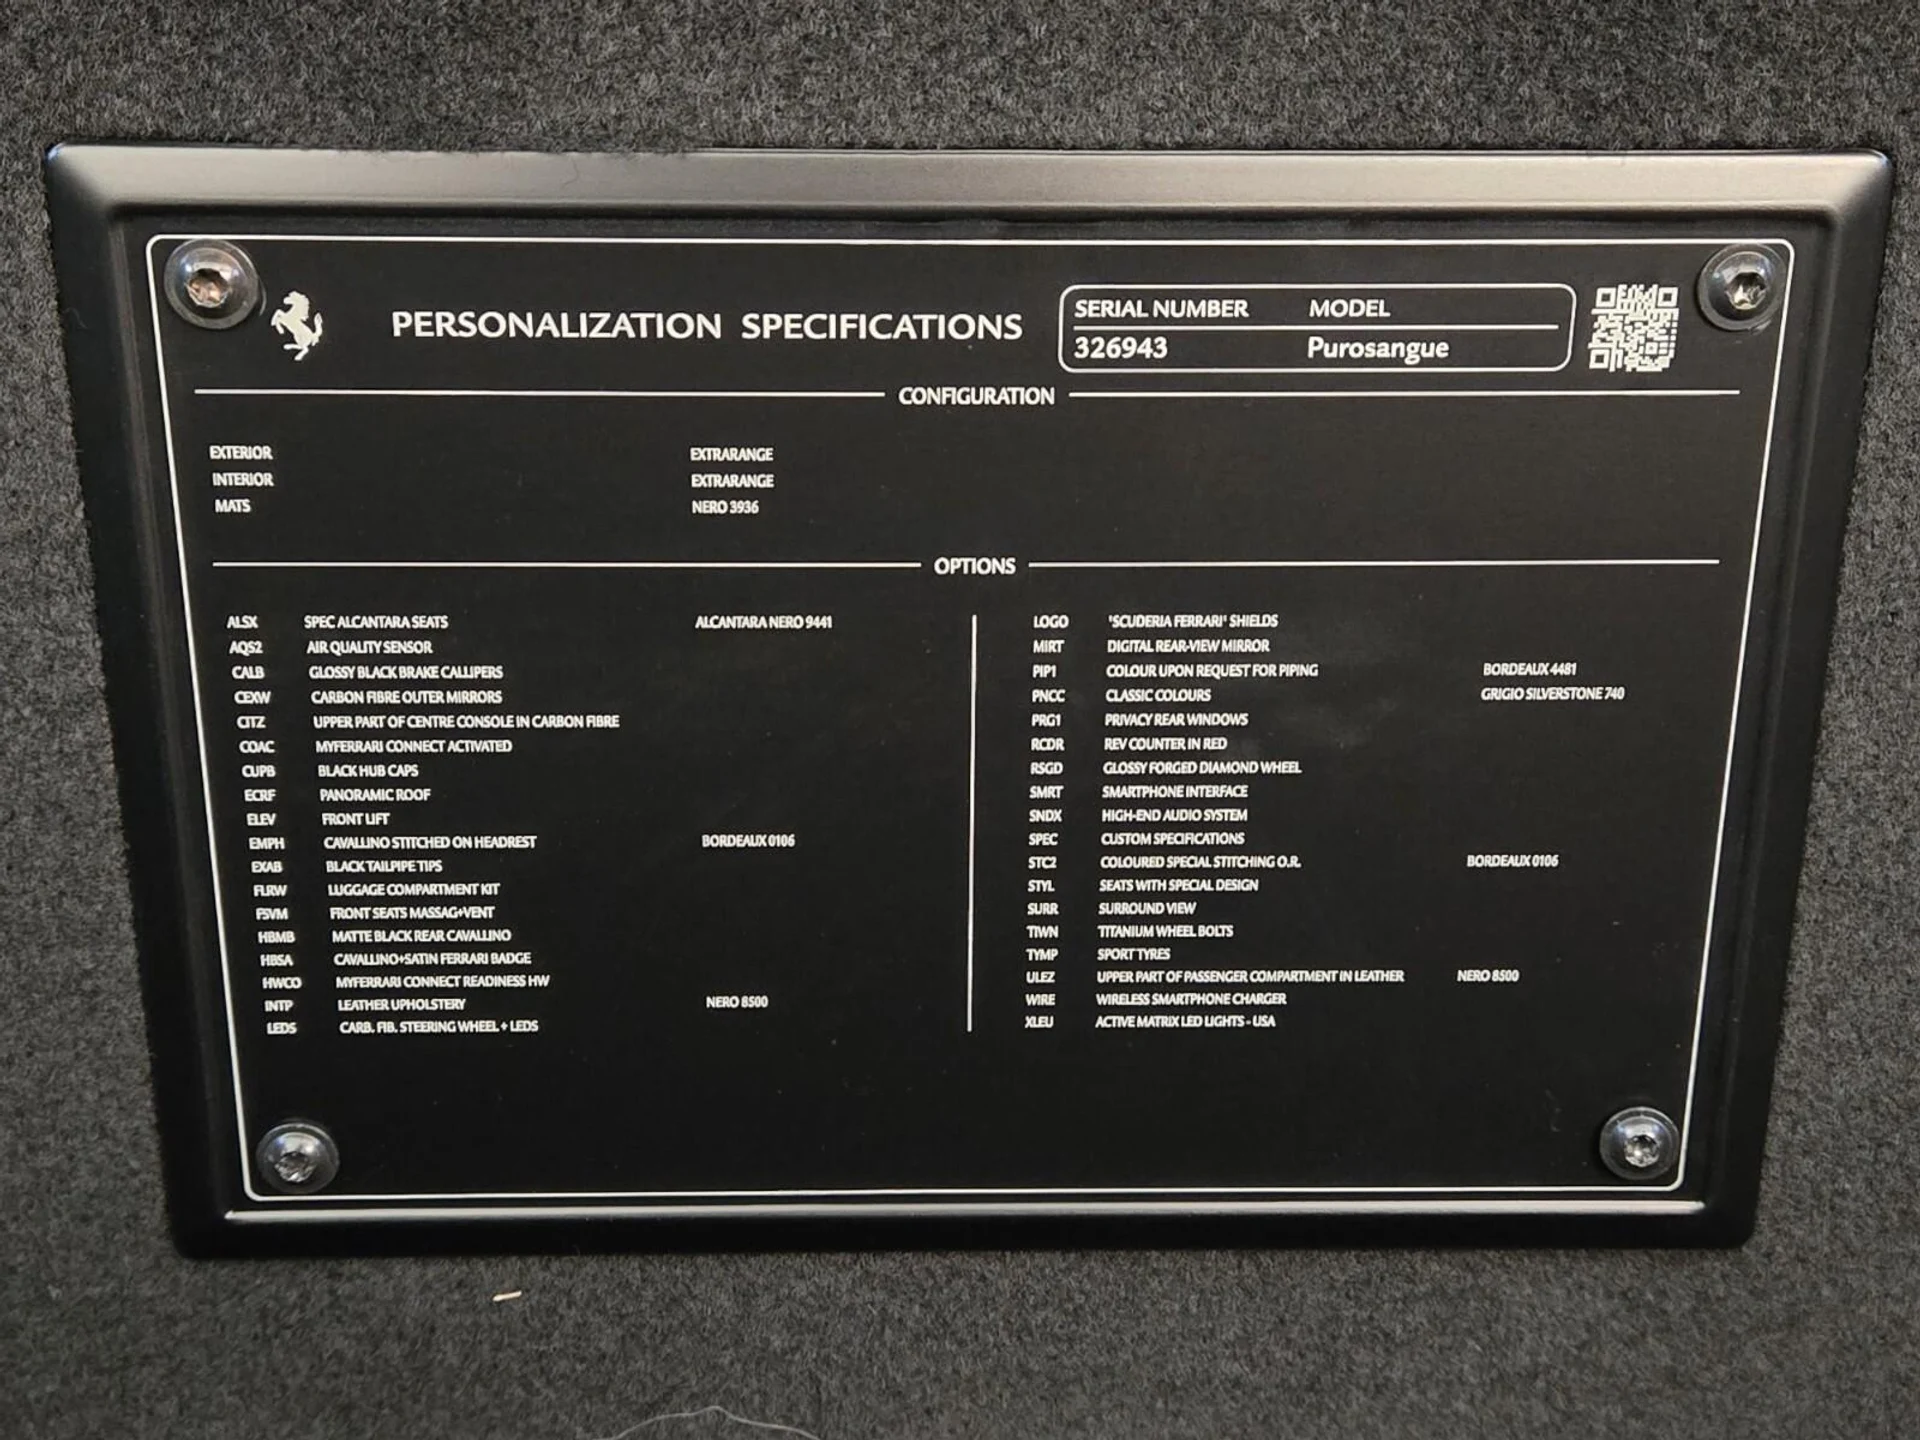 PERSONALIZATION SPECIFICATIONS
SERIAL NUMBER MODEL
326943 Purosangue
CONFIGURATION
EXTERIOR EXTRARANGE
INTERIOR EXTRARANGE
MATS NERO 3936
OPTIONS
ALSX SPEC ALCANTARA SEATS ALCANTARA NERO 9441
AQS2 AIR QUALITY SENSOR
CALB GLOSSY BLACK BRAKE CALLIPERS
CEXW CARBON FIBRE OUTER MIRRORS
CITZ UPPER PART OF CENTRE CONSOLE IN CARBON FIBRE
COAC MYFERRARI CONNECT ACTIVATED
CUPB BLACK HUB CAPS
ECRF PANORAMIC ROOF
ELEV FRONT LIFT
EMPH CAVALLINO STITCHED ON HEADREST BORDEAUX 0106
EXAB BLACK TAILPIPE TIPS
FLRW LUGGAGE COMPARTMENT KIT
FSVM FRONT SEATS MASSAG+VENT
HBMB MATTE BLACK REAR CAVALLINO
HBSA CAVALLINO+SATIN FERRARI BADGE
HWCO MYFERRARI CONNECT READINESS HW
INTP LEATHER UPHOLSTERY NERO 8500
LEDS CARB. FIB. STEERING WHEEL + LEDS
LOGO 'SCUDERIA FERRARI' SHIELDS
MIRT DIGITAL REAR-VIEW MIRROR
PIP1 COLOUR UPON REQUEST FOR PIPING BORDEAUX 4481
PNCC CLASSIC COLOURS GRIGIO SILVERSTONE 740
PRG1 PRIVACY REAR WINDOWS
RCDR REV COUNTER IN RED
RSGD GLOSSY FORGED DIAMOND WHEEL
SMRT SMARTPHONE INTERFACE
SNDX HIGH-END AUDIO SYSTEM
SPEC CUSTOM SPECIFICATIONS
STC2 COLOURED SPECIAL STITCHING O.R. BORDEAUX 0106
STYL SEATS WITH SPECIAL DESIGN
SURR SURROUND VIEW
TIWN TITANIUM WHEEL BOLTS
TYMP SPORT TYRES
ULEZ UPPER PART OF PASSENGER COMPARTMENT IN LEATHER NERO 8500
WIRE WIRELESS SMARTPHONE CHARGER
XLEU ACTIVE MATRIX LED LIGHTS - USA